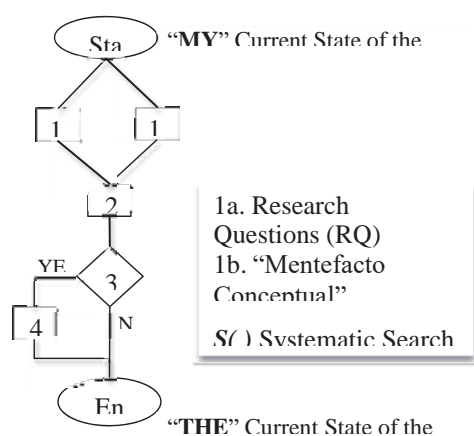 Sta
“MY” Current State of the
1 1
2
1a. Research
Questions (RQ)
1b. “Mentefacto
Conceptual”
S( ) Systematic Search
YE
3
4
N
En
“THE” Current State of the